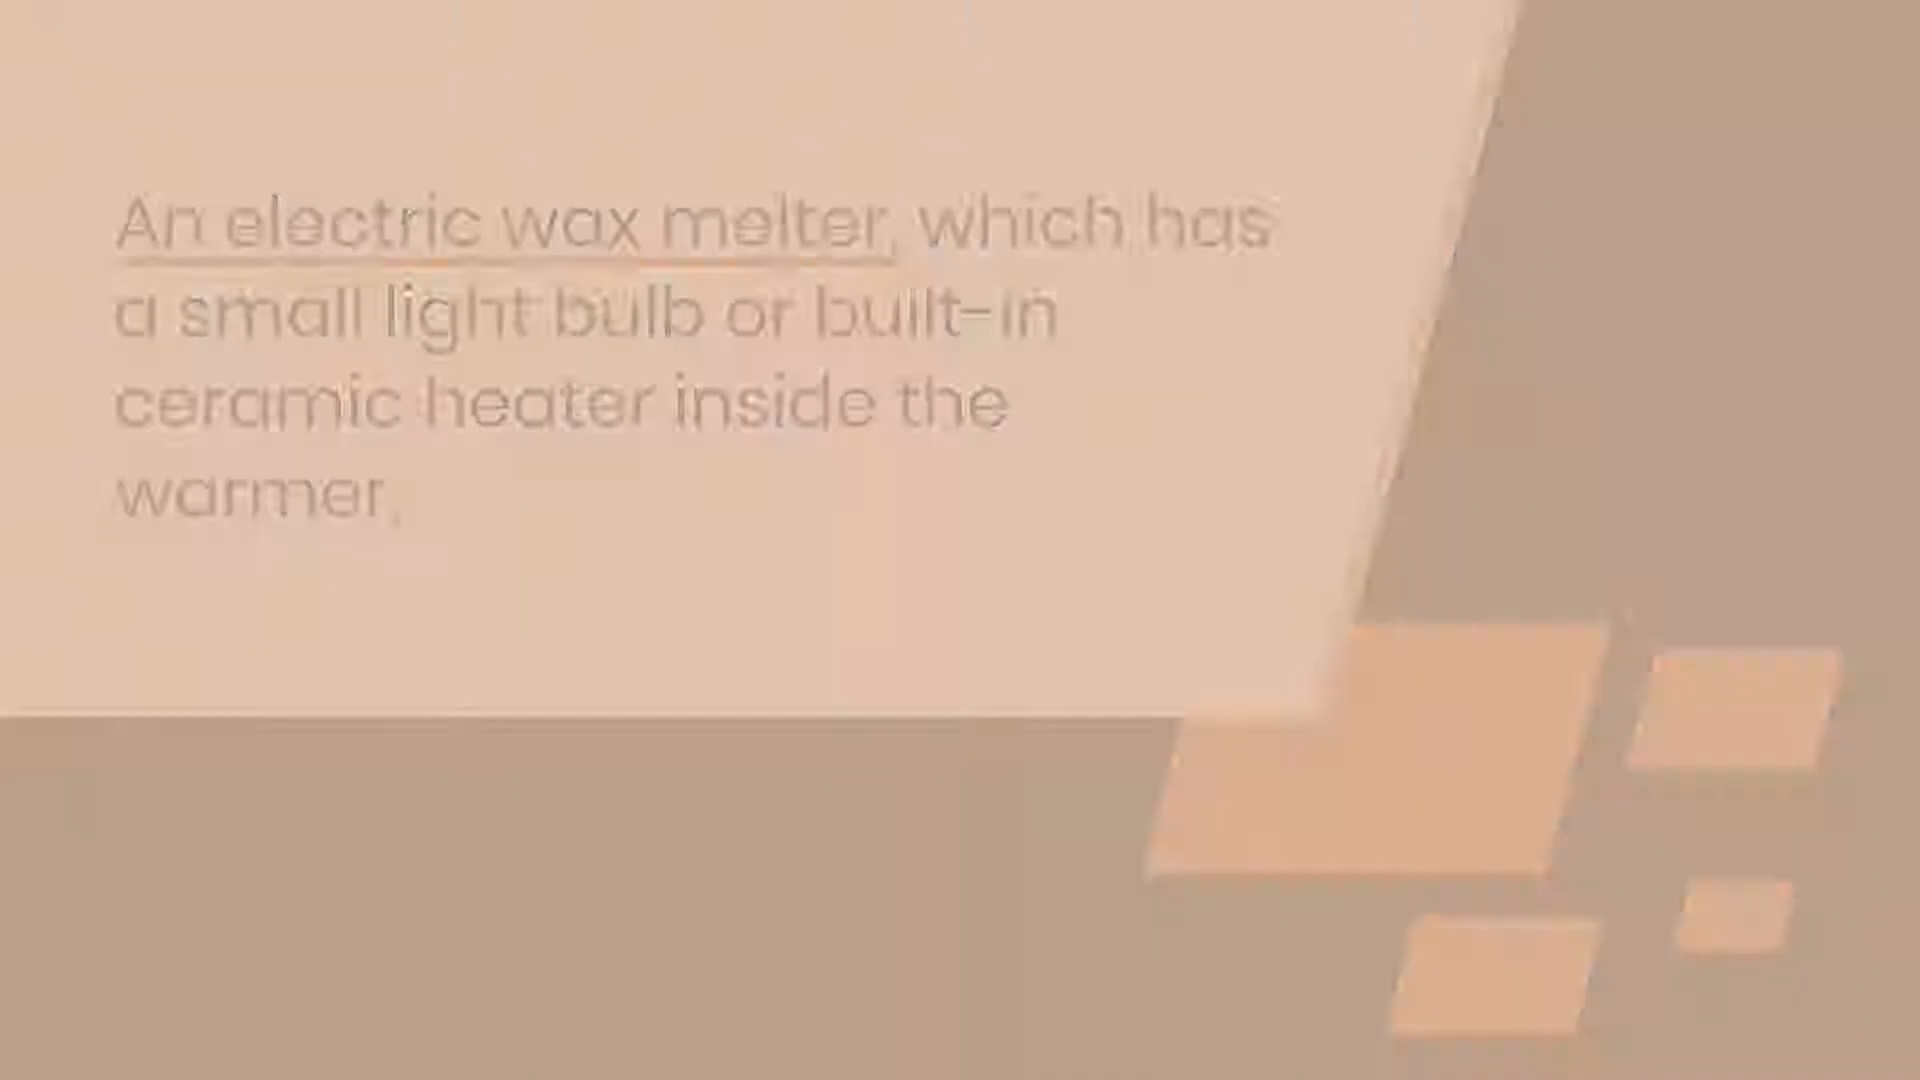 An electric wax melter, which has
a small light bulb or built-in
ceramic heater inside the
warmer,